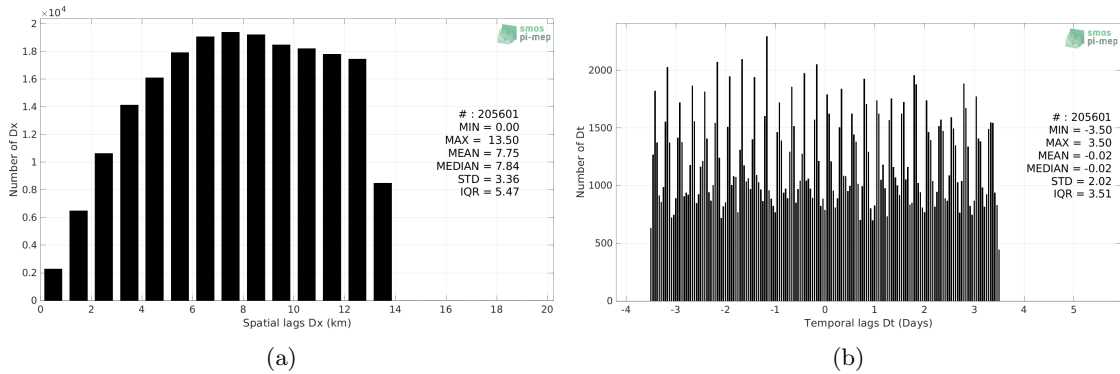 ×10⁴
2
1.8
1.6
1.4
1.2
1
0.8
0.6
0.4
0.2
0
Number of Dx
0 2 4 6 8 10 12 14 16 18 20
Spatial lags Dx (km)
smos
pi-mep
# : 205601
MIN = 0.00
MAX = 13.50
MEAN = 7.75
MEDIAN = 7.84
STD = 3.36
IQR = 5.47
(a)
2000
1500
1000
500
0
Number of Dt
-4 -3 -2 -1 0 1 2 3 4 5
Temporal lags Dt (Days)
smos
pi-mep
# : 205601
MIN = -3.50
MAX = 3.50
MEAN = -0.02
MEDIAN = -0.02
STD = 2.02
IQR = 3.51
(b)